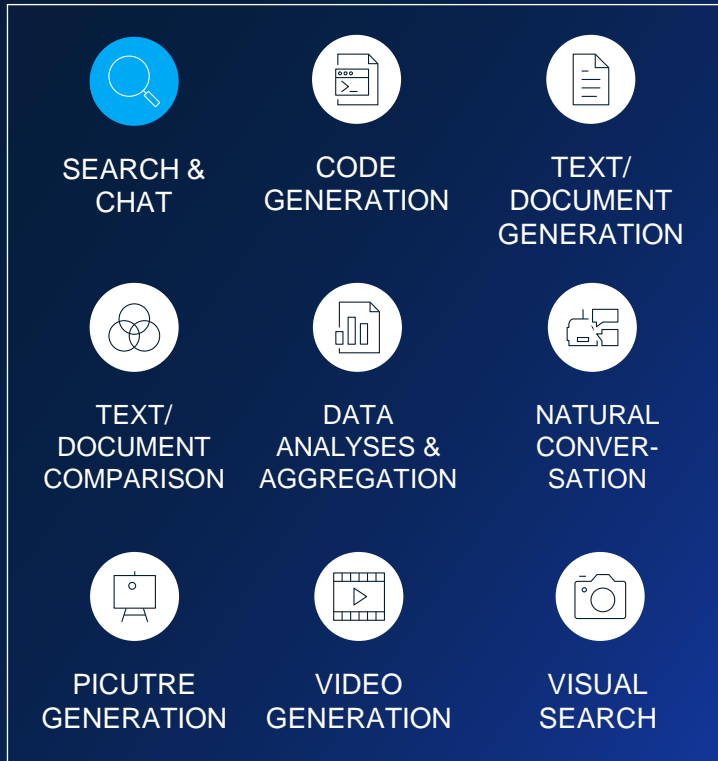 SEARCH &
CHAT
CODE
GENERATION
TEXT/
DOCUMENT
GENERATION
TEXT/
DOCUMENT
COMPARISON
DATA
ANALYSES &
AGGREGATION
NATURAL
CONVER-
SATION
PICUTRE
GENERATION
VIDEO
GENERATION
VISUAL
SEARCH